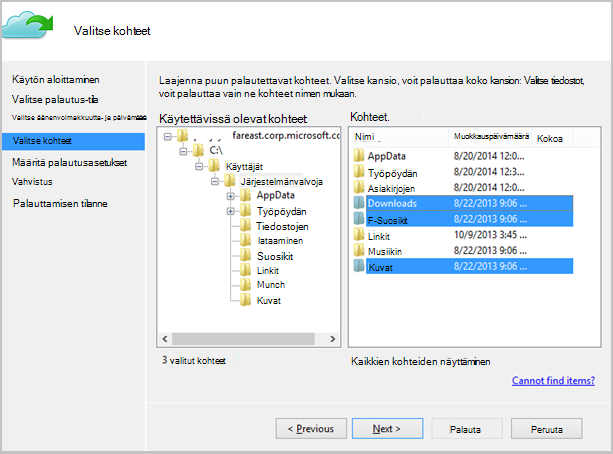 Valitse kohteet
Käytön aloittaminen
Valitse palautus-tila
Valitse kohteet
Määritä palautusasetukset
Vahvistus
Palauttamisen tilanne
Laajenna puun palautettavat kohteet. Valitse kansio, voit palauttaa koko kansion: Valitse tiedostot,
voit palauttaa vain ne kohteet nimen mukaan.
Käytettävissä olevat kohteet
fareast.corp.microsoft.cc
C:\
Käyttäjät
Järjestelmänvalvoja
AppData
Työpöydän
Tiedostojen
lataaminen
Suosikit
Linkit
Munch
Kuvat
3 valitut kohteet
Kohteet.
Nimi Muokkauspäivämäärä Kokoa
AppData 8/20/2014 12:0...
Työpöydän 8/20/2014 12:3...
Asiakirjojen 8/20/2014 12:0...
Downloads 8/22/2013 9:06 ...
F-Suosikit 8/22/2013 9:06 ...
Linkit 10/9/2013 3:45 ...
Musiikin 8/22/2013 9:06 ...
Kuvat 8/22/2013 9:06 ...
Kaikkien kohteiden näyttäminen
Cannot find items?
< Previous
Next >
Palauta
Peruuta